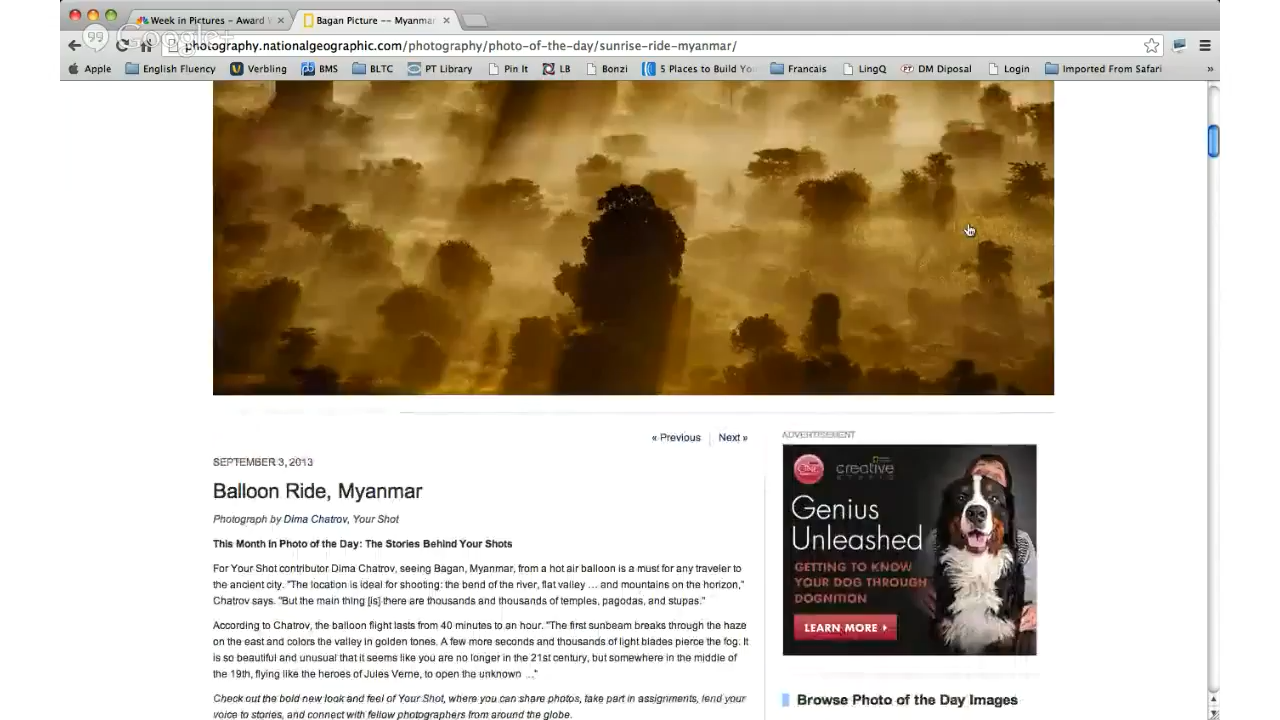 Week in Pictures – Award
Bagan Picture -- Myanmar
Google+
photography.nationalgeographic.com/photography/photo-of-the-day/sunrise-ride-myanmar/
Apple English Fluency Verbling BMS BLTC PT Library Pin It LB Bonzi 5 Places to Build Yo Francais LingQ DM Diposal Login Imported From Safari »
« Previous | Next »
SEPTEMBER 3, 2013
Balloon Ride, Myanmar
Photograph by Dima Chatrov, Your Shot
This Month in Photo of the Day: The Stories Behind Your Shots
For Your Shot contributor Dima Chatrov, seeing Bagan, Myanmar, from a hot air balloon is a must for any traveler to
the ancient city. "The location is ideal for shooting: the bend of the river, flat valley ... and mountains on the horizon,"
Chatrov says. "But the main thing [is] there are thousands and thousands of temples, pagodas, and stupas."
According to Chatrov, the balloon flight lasts from 40 minutes to an hour. "The first sunbeam breaks through the haze
on the east and colors the valley in golden tones. A few more seconds and thousands of light blades pierce the fog. It
is so beautiful and unusual that it seems like you are no longer in the 21st century, but somewhere in the middle of
the 19th, flying like the heroes of Jules Verne, to open the unknown ..."
Check out the bold new look and feel of Your Shot, where you can share photos, take part in assignments, lend your
voice to stories, and connect with fellow photographers from around the globe.
ADVERTISEMENT
creative
Genius
Unleashed
GETTING TO KNOW
YOUR DOG THROUGH
DOGNITION
LEARN MORE
Browse Photo of the Day Images